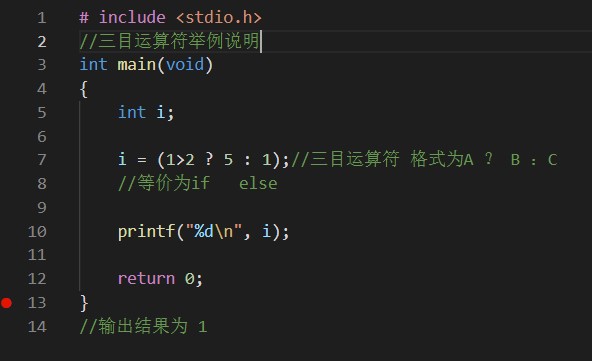 1 # include <stdio.h>
2 //三目运算符举例说明
3 int main(void)
4 {
5 int i;
6
7 i = (1>2 ? 5 : 1);//三目运算符 格式为A ? B : C
8 //等价为if else
9
10 printf("%d\n", i);
11
12 return 0;
13 }
14 //输出结果为 1